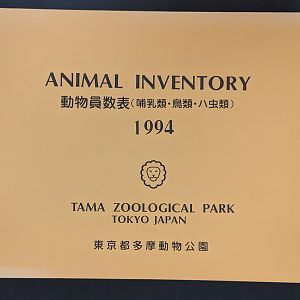 ANIMAL INVENTORY
動物員数表(哺乳類・鳥類・ハ虫類)
1994
TAMA ZOOLOGICAL PARK
TOKYO JAPAN
東京都多摩動物公園